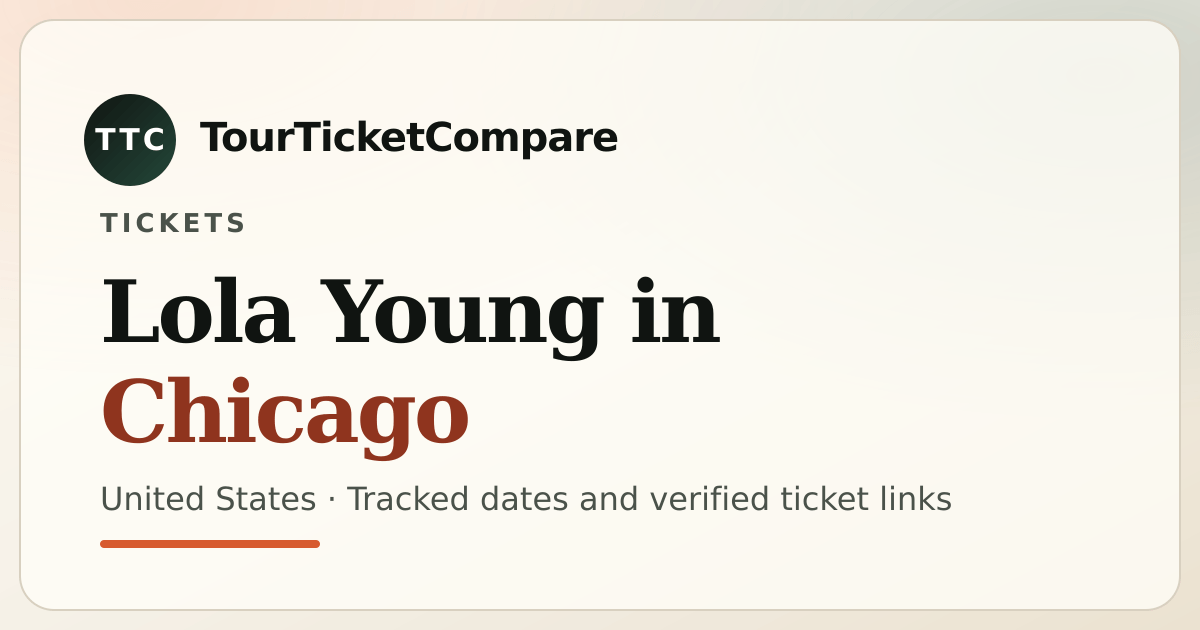 TTC TourTicketCompare
TICKETS
Lola Young in
Chicago
United States · Tracked dates and verified ticket links